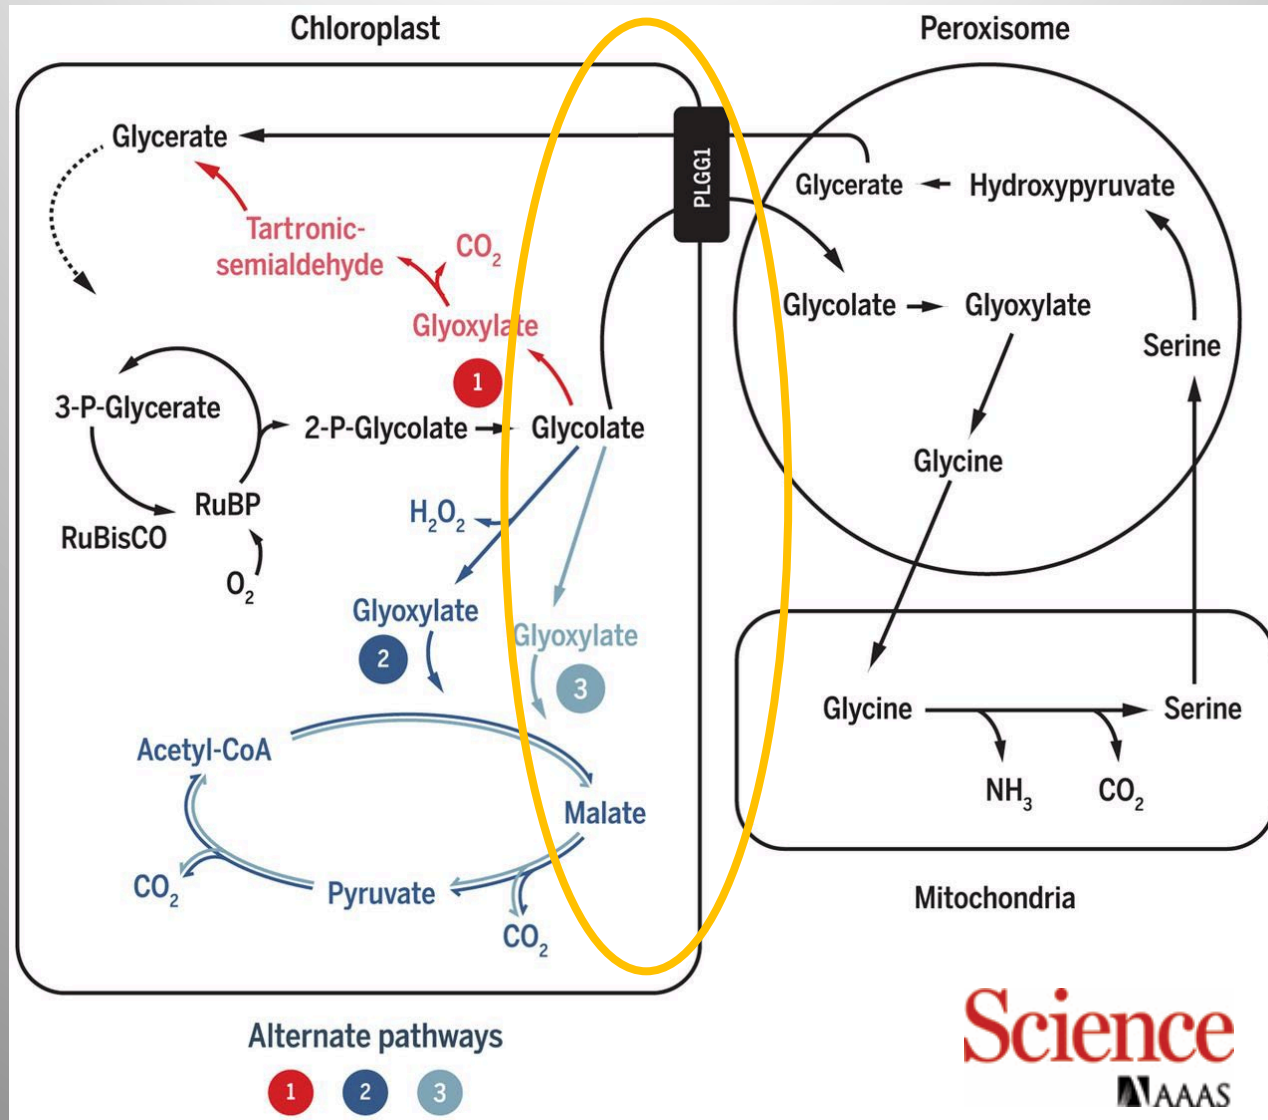 Chloroplast
Peroxisome
Glycerate
PLGG1
Glycerate
Hydroxypyruvate
Tartronic-
semialdehyde
CO2
Glyoxylate
Glycolate
Glyoxylate
Serine
1
3-P-Glycerate
2-P-Glycolate
Glycolate
Glycine
RuBP
RuBisCO
H2O2
O2
Glyoxylate
2
Glyoxylate
3
Glycine
Serine
NH3
CO2
Acetyl-CoA
Malate
CO2
Pyruvate
CO2
Mitochondria
Alternate pathways
1 2 3
Science
AAAS